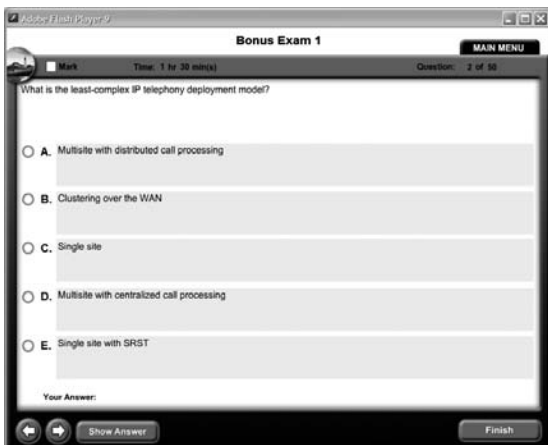 Adobe Flash Player 9
Bonus Exam 1
MAIN MENU
Mark Time: 1 hr 30 min(s) Question: 2 of 50
What is the least-complex IP telephony deployment model?
A. Multisite with distributed call processing
B. Clustering over the WAN
C. Single site
D. Multisite with centralized call processing
E. Single site with SRST
Your Answer:
Show Answer Finish